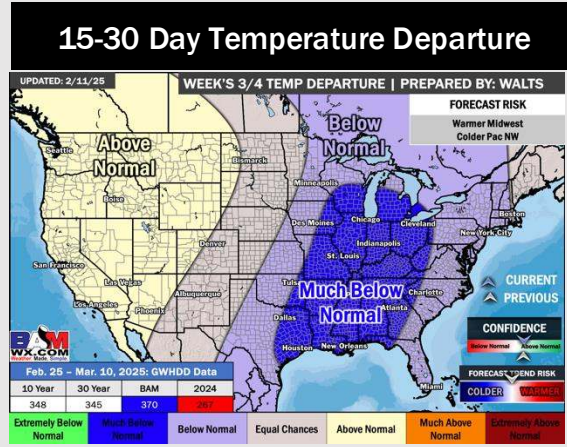 15-30 Day Temperature Departure
UPDATED: 2/11/25
WEEK'S 3/4 TEMP DEPARTURE | PREPARED BY: WALTS
FORECAST RISK
Warmer Midwest
Colder Pac NW
Below
Normal
Above
Normal
Seattle
Bismarck
Minneapolis
Boise
Boston
Des Moines
Chicago
Cleveland
New York City
Denver
Indianapolis
San Francisco
St. Louis
Las Vegas
Much Below
Normal
Los Angeles
Albuquerque
Phoenix
Tuls
Charlotte
Atlanta
Dallas
Houston
New Orleans
Miami
CURRENT
PREVIOUS
CONFIDENCE
Below Normal
Above Normal
FORECAST TREND RISK
COLDER
WARMER
BAM
WX.COM
Weather Made Simple
Feb. 25 – Mar. 10, 2025: GWHDD Data
10 Year 30 Year BAM 2024
348 345 370 267
Extremely Below Normal
Much Below Normal
Below Normal
Equal Chances
Above Normal
Much Above Normal
Extremely Above Normal